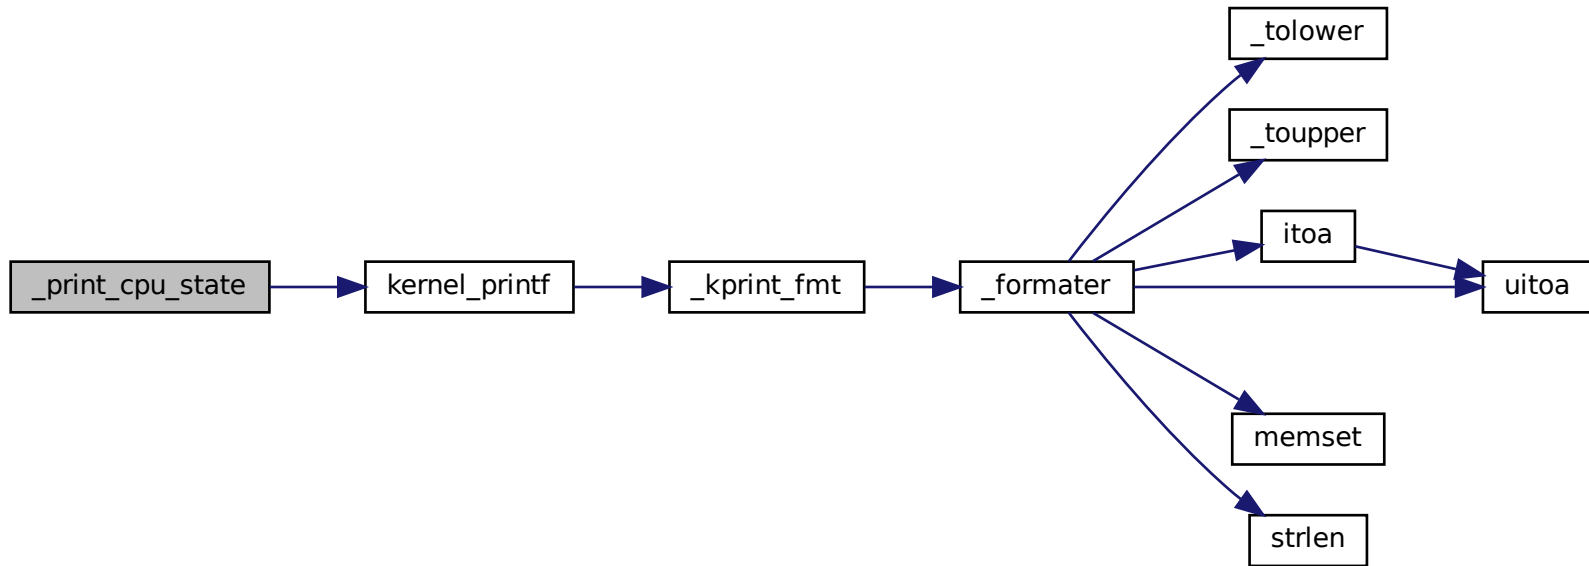 _tolower
_toupper
itoa
_print_cpu_state
kernel_printf
_kprint_fmt
_formater
uitoa
memset
strlen